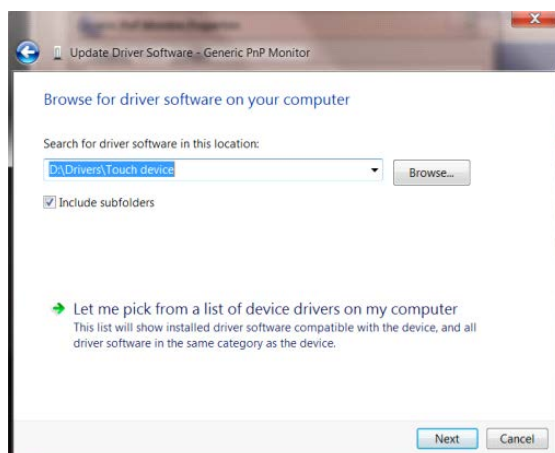 Update Driver Software - Generic PnP Monitor
Browse for driver software on your computer
Search for driver software in this location:
D:\Drivers\Touch device
Browse...
Include subfolders
Let me pick from a list of device drivers on my computer
This list will show installed driver software compatible with the device, and all
driver software in the same category as the device.
Next
Cancel